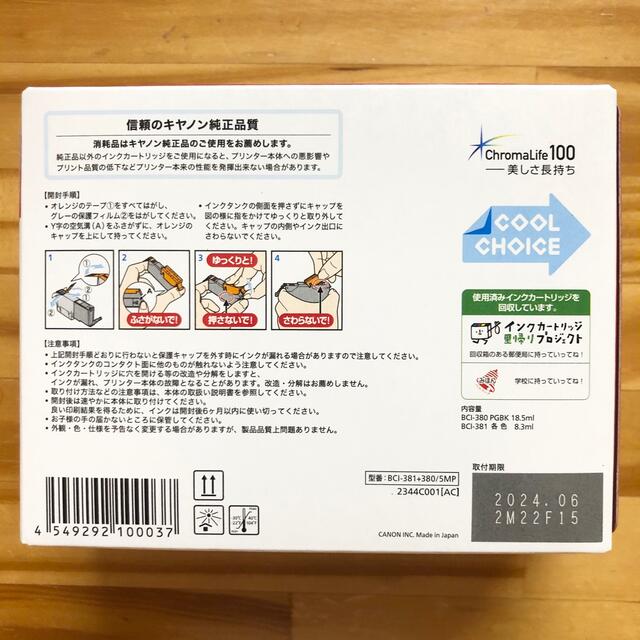 信頼のキヤノン純正品質
消耗品はキヤノン純正品のご使用をお薦めします。
純正品以外のインクカートリッジをご使用になると、プリンター本体への悪影響や
プリント品質の低下などプリンター本来の性能を発揮出来ない場合があります。
ChromaLife100
美しさ長持ち
COOL
CHOICE
【開封手順】
• オレンジのテープ①をすべてはがし、
グレーの保護フィルム②をはがしてください。
• Y字の空気溝(A)をふさがずに、オレンジの
キャップを上にして持ってください。
• インクタンクの側面を押さずにキャップを
図の様に指をかけてゆっくりと取り外して
ください。キャップの内側やインク出口に
さわらないでください。
1
①
②
②
2
A
ふさがないで!
3
ゆっくりと!
押さないで!
4
さわらないで!
使用済みインクカートリッジを
回収しています。
インクカートリッジ
里帰りプロジェクト
回収箱のある郵便局に持っていってね!
学校に持っていってね!
【注意事項】
• 上記開封手順どおりに行わないと保護キャップを外す時にインクが漏れる場合がありますので注意してください。
• インクタンクのコンタクト面に他のものが触れないよう注意してください。
• インクカートリッジに穴を開ける等の改造や分解をしますと、
インクが漏れ、プリンター本体の故障となることがあります。改造・分解はお薦めしません。
• 取り付け方法などの注意事項は、本体の取扱い説明書を参照してください。
• 開封後は速やかに本体に取り付けてください。
良い印刷結果を得るために、インクは開封後6ヶ月以内に使い切ってください。
• お子様の手の届かないところに保管してください。
• 外観・色・仕様を予告なく変更する場合がありますが、製品品質上問題ありません。
内容量
BCI-380 PGBK 18.5ml
BCI-381 各色 8.3ml
型番：BCI-381+380/5MP
2344C001[AC]
取付期限
2024.06
2M22F15
4 549292 100037
CANON INC. Made in Japan